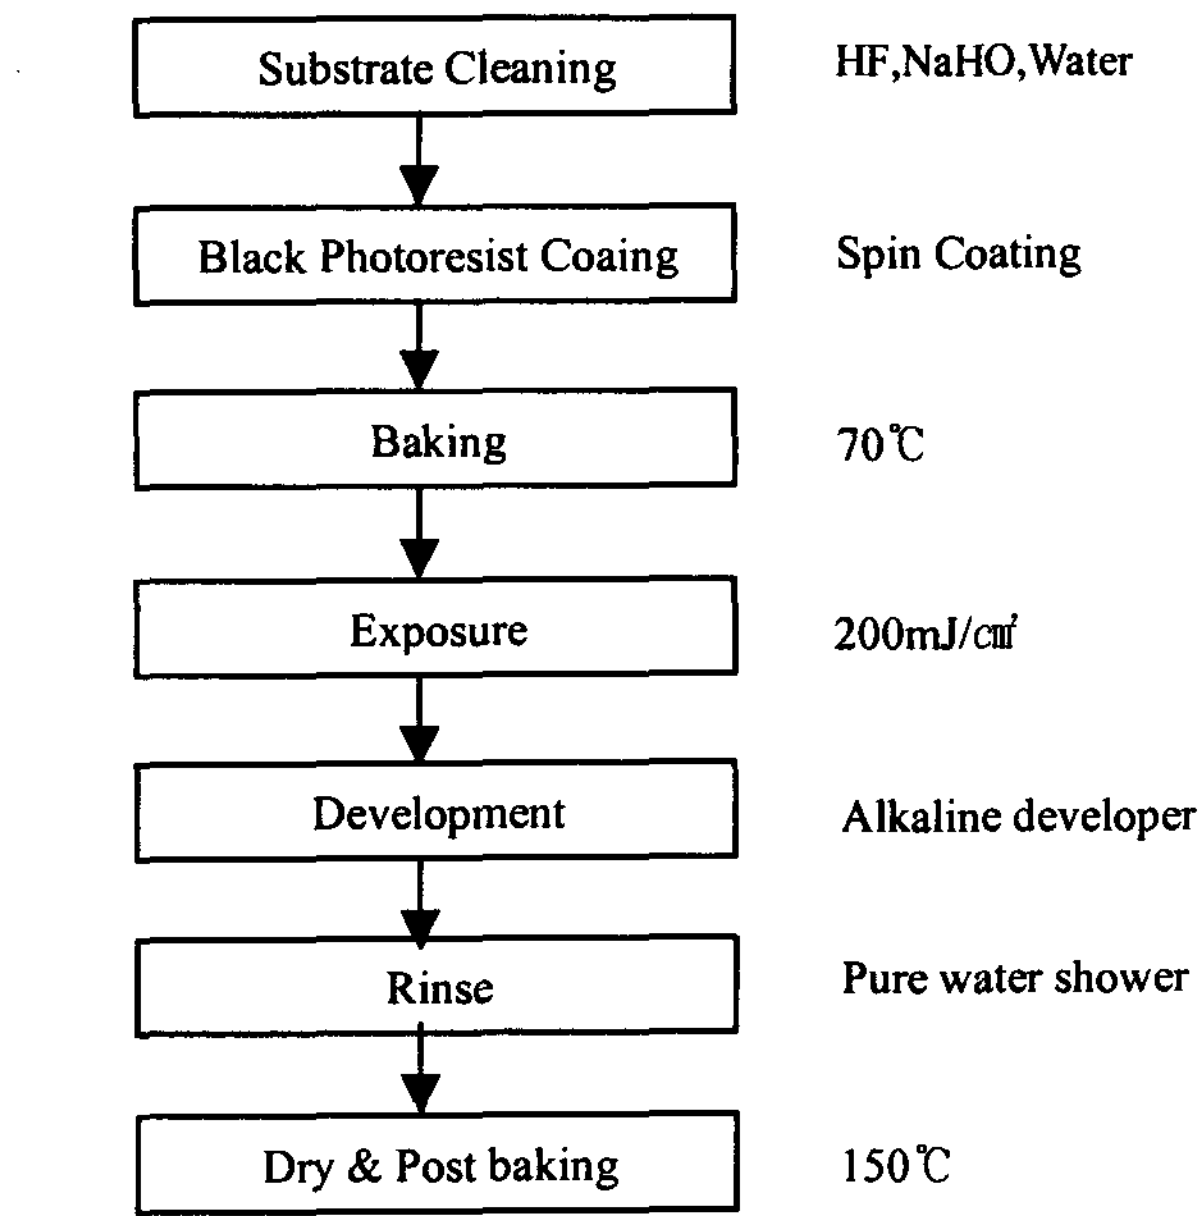 Substrate Cleaning
HF,NaHO,Water
Black Photoresist Coaing
Spin Coating
Baking
70℃
Exposure
200mJ/㎠
Development
Alkaline developer
Rinse
Pure water shower
Dry & Post baking
150℃